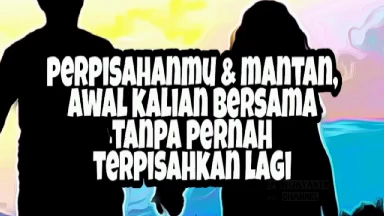 PERPISAHANMU & MANTAN,
AWAL KALIAN BERSAMA
TANPA PERNAH
TERPISAHKAN LAGI